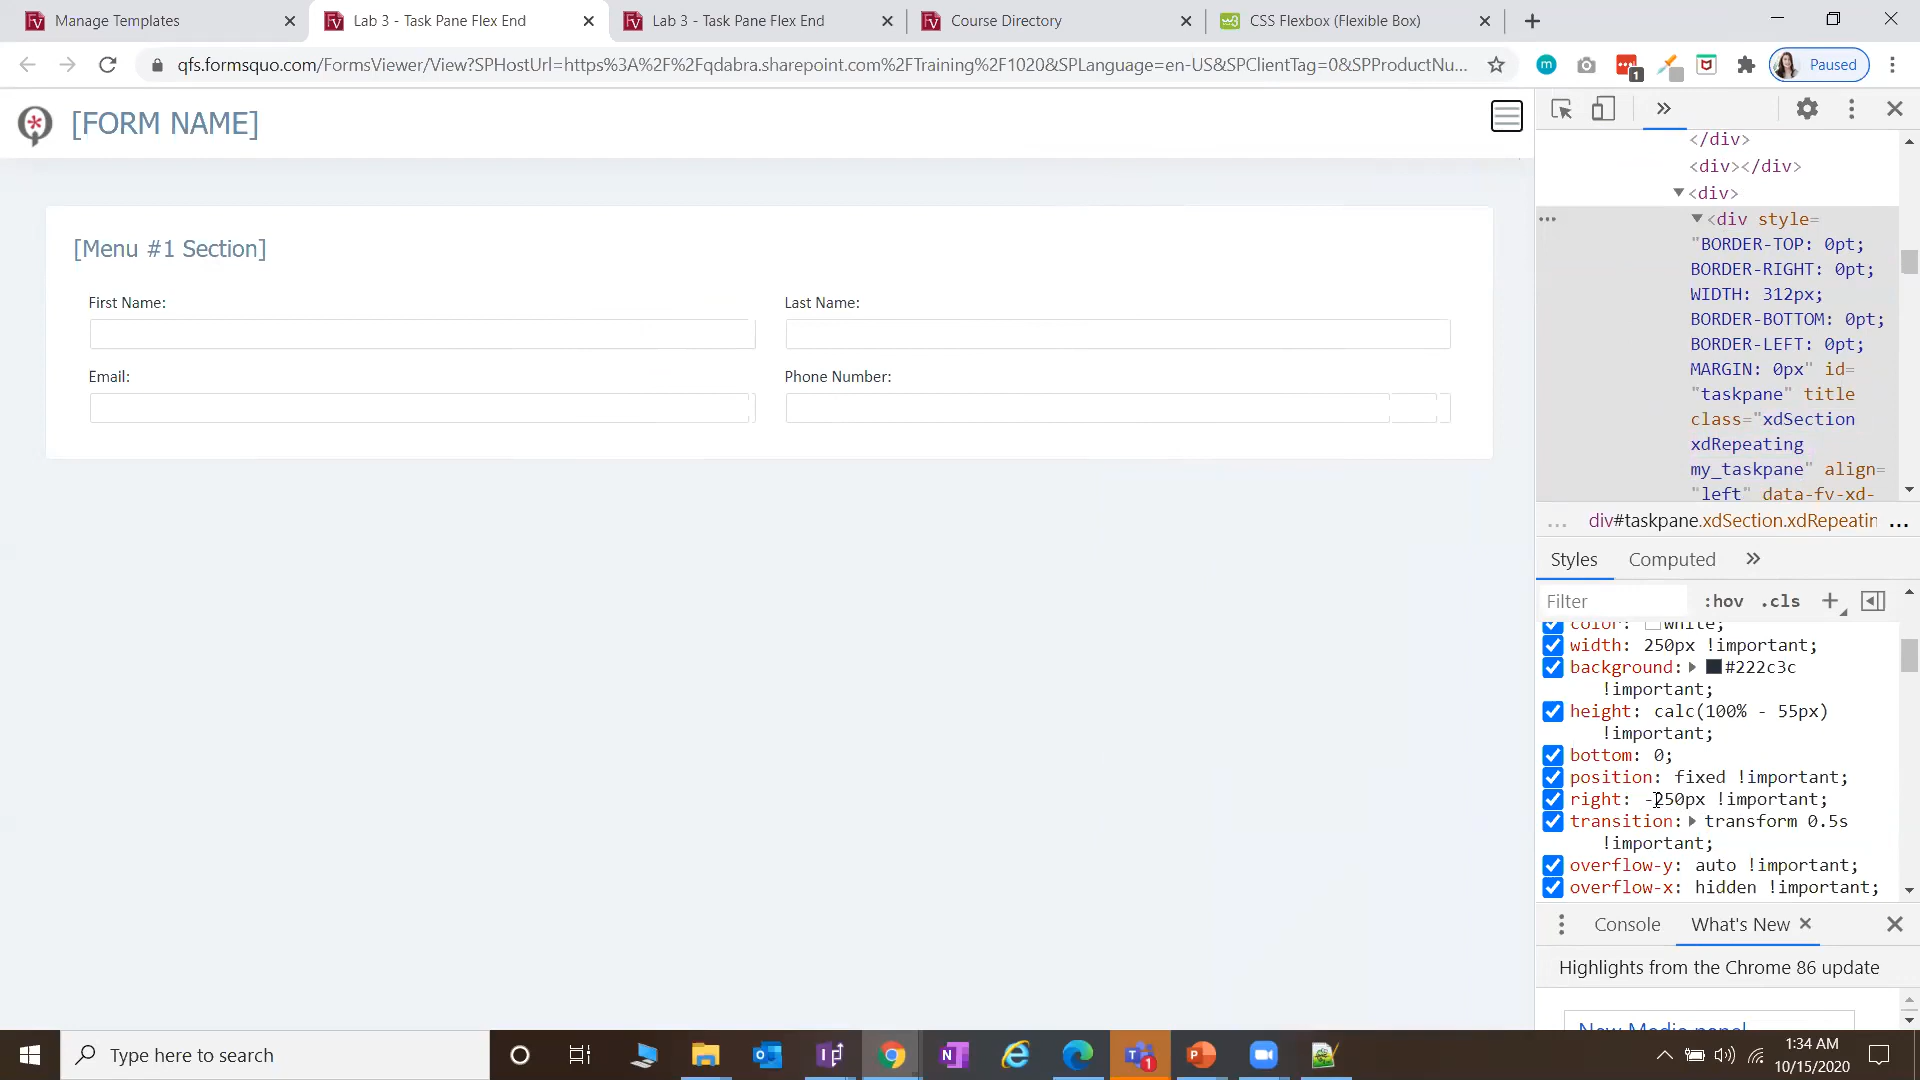 Manage Templates
Lab 3 - Task Pane Flex End
Lab 3 - Task Pane Flex End
Course Directory
CSS Flexbox (Flexible Box)
qfs.formsquo.com/FormsViewer/View?SPHostUrl=https%3A%2F%2Fqdabra.sharepoint.com%2FTraining%2F1020&SPLanguage=en-US&SPClientTag=0&SPProductNu...
1
Paused
[FORM NAME]
[Menu #1 Section]
First Name:
Last Name:
Email:
Phone Number:
</div>
<div></div>
<div>
<div style=
"BORDER-TOP: 0pt;
BORDER-RIGHT: 0pt;
WIDTH: 312px;
BORDER-BOTTOM: 0pt;
BORDER-LEFT: 0pt;
MARGIN: 0px" id=
"taskpane" title
class="xdSection
xdRepeating
my_taskpane" align=
"left" data-fv-xd-
... div#taskpane.xdSection.xdRepeatin ...
Styles
Computed
Filter
:hov
.cls
color: white;
width: 250px !important;
background: #222c3c
!important;
height: calc(100% - 55px)
!important;
bottom: 0;
position: fixed !important;
right: -250px !important;
transition: transform 0.5s
!important;
overflow-y: auto !important;
overflow-x: hidden !important;
Console
What's New
Highlights from the Chrome 86 update
New Media panel
Type here to search
1
1:34 AM
10/15/2020